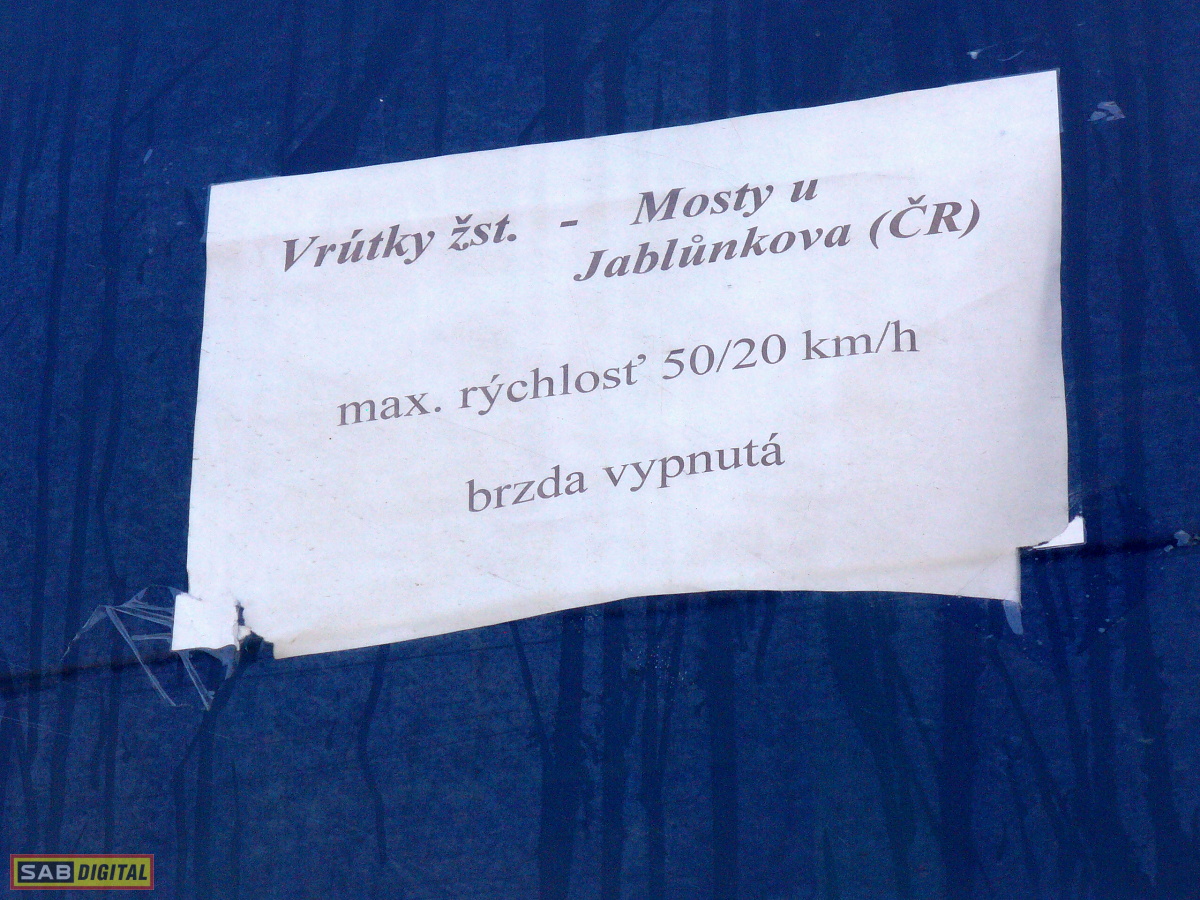 Vrútky žst. - Mosty u
Jablůnkova (ČR)
max. rýchlosť 50/20 km/h
brzda vypnutá
SAB DIGITAL